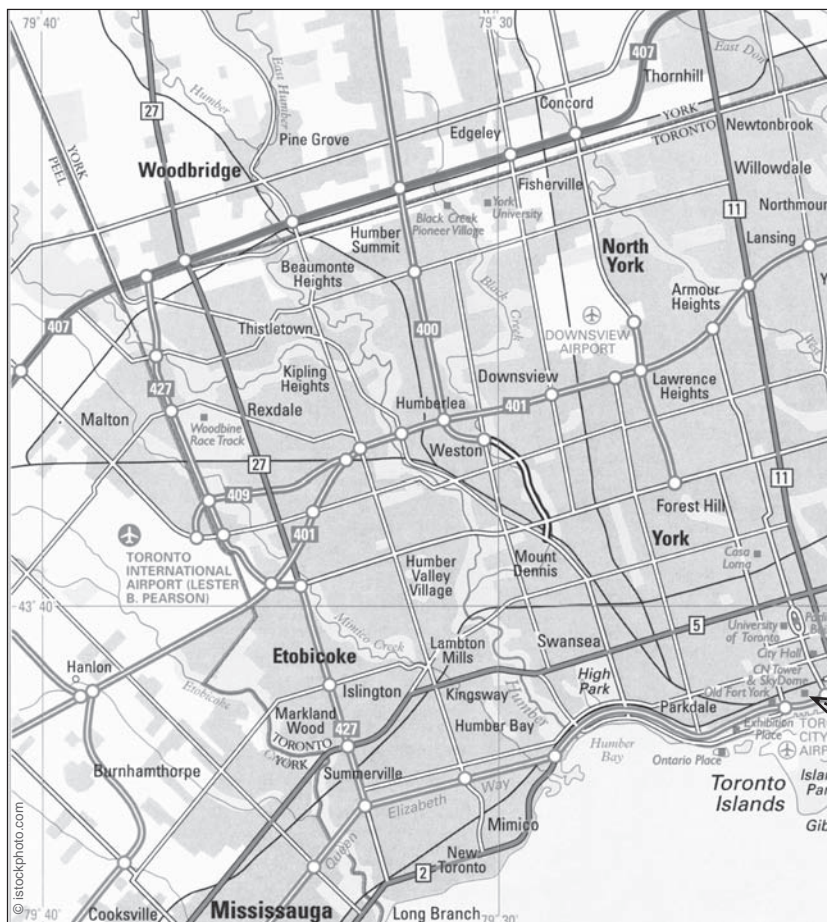 79° 40'
79° 30'
407
East Don
Thornhill
Humber
East Humber
27
YORK
PEEL
Concord
YORK
TORONTO
Edgeley
Newtonbrook
Pine Grove
Woodbridge
Willowdale
Fisherville
York
University
Black Creek
Pioneer Village
11
Northmour
Humber
Summit
North
York
Lansing
Beaumonte
Heights
Black Creek
Armour
Heights
407
Thistletown
400
DOWNSVIEW
AIRPORT
Kipling
Heights
Downsview
Lawrence
Heights
427
Humberlea
401
Malton
Rexdale
Woodbine
Race Track
Weston
27
11
409
Forest Hill
401
York
TORONTO
INTERNATIONAL
AIRPORT (LESTER
B. PEARSON)
Humber
Valley
Village
Mount
Dennis
Casa
Loma
43° 40'
Mimico Creek
5
University
of Toronto
City Hall
Etobicoke
Lambton
Mills
Swansea
CN Tower
& SkyDome
Hanlon
Etobicoke
Islington
Kingsway
High
Park
Old Fort York
Humber
Parkdale
Markland
Wood
427
Humber Bay
Exhibition
Place
TORO
CITY
AIRP
TORONTO
YORK
Humber
Bay
Ontario Place
Burnhamthorpe
Summerville
Toronto
Islands
Islan
Par
Queen Elizabeth Way
Gib
Mimico
New
Toronto
2
© istockphoto.com
79° 40'
79° 30'
Cooksville
Mississauga
Long Branch